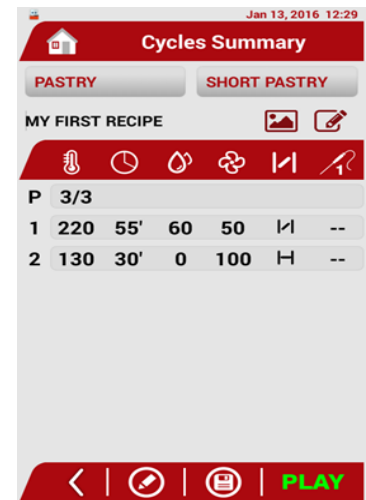 Jan 13, 2016 12:29
Cycles Summary
PASTRY SHORT PASTRY
MY FIRST RECIPE
1
P 3/3
1 220 55' 60 50 --
2 130 30' 0 100 --
PLAY